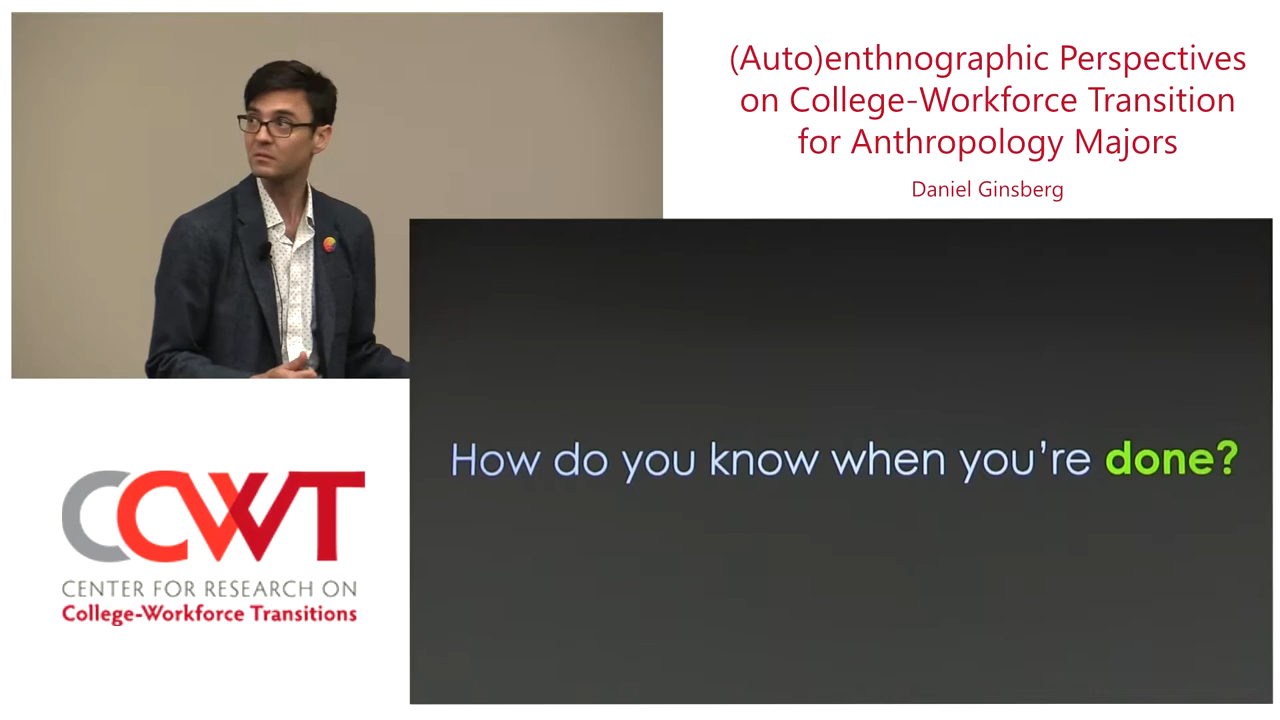 (Auto)enthnographic Perspectives
on College-Workforce Transition
for Anthropology Majors
Daniel Ginsberg
How do you know when you're done?
CCWT
CENTER FOR RESEARCH ON
College-Workforce Transitions